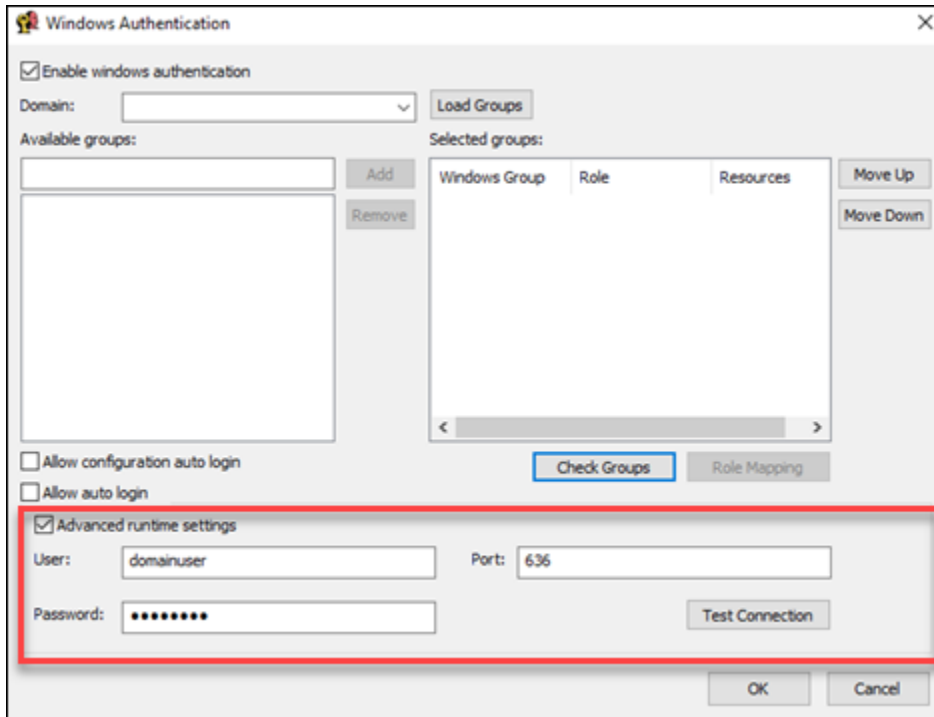 Windows Authentication
Enable windows authentication
Domain: Load Groups
Available groups: Selected groups:
Add Windows Group Role Resources Move Up
Remove Move Down
Allow configuration auto login
Check Groups Role Mapping
Allow auto login
Advanced runtime settings
User: domainuser Port: 636
Password: ●●●●●●●● Test Connection
OK Cancel